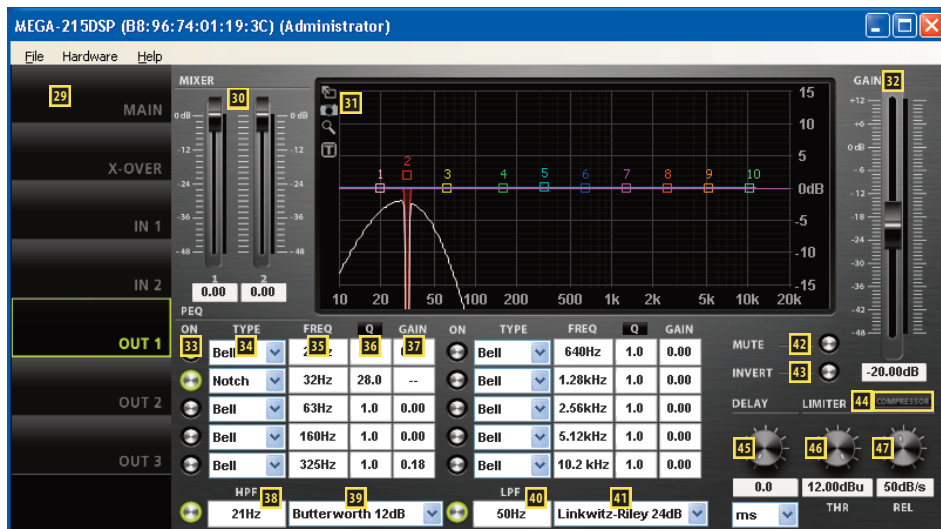 MEGA-215DSP (B8:96:74:01:19:3C) (Administrator)
File Hardware Help
29
MAIN
X-OVER
IN 1
IN 2
OUT 1
OUT 2
OUT 3
MIXER
30
0 dB 0 dB
-12 -12
-24 -24
-36 -36
-48 -48
1 2
0.00 0.00
31
T
15
10
5
0dB
-5
-10
-15
1 2 3 4 5 6 7 8 9 10
10 20 50 100 200 500 1k 2k 5k 10k 20k
GAIN 32
+12
+6
0 dB
-6
-12
-18
-24
-30
-36
-42
-48
-20.00dB
MUTE 42
INVERT 43
PEQ
ON TYPE FREQ Q GAIN ON TYPE FREQ Q GAIN
33 34 35 36 37
Bell Bell 640Hz 1.0 0.00
Notch 32Hz 28.0 -- Bell 1.28kHz 1.0 0.00
Bell 63Hz 1.0 0.00 Bell 2.56kHz 1.0 0.00
Bell 160Hz 1.0 0.00 Bell 5.12kHz 1.0 0.00
Bell 325Hz 1.0 0.18 Bell 10.2 kHz 1.0 0.00
HPF 38 39 LPF 40 41
21Hz Butterworth 12dB 50Hz Linkwitz-Riley 24dB
DELAY LIMITER 44 COMPRESSOR
45 46 47
0.0 12.00dBu 50dB/s
ms THR REL